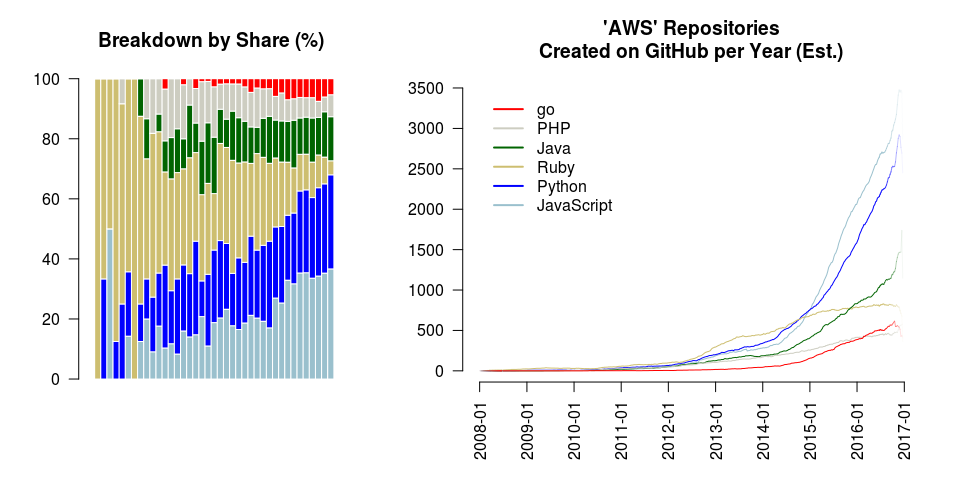 Breakdown by Share (%)
100
80
60
40
20
0
'AWS' Repositories
Created on GitHub per Year (Est.)
3500
3000
2500
2000
1500
1000
500
0
go
PHP
Java
Ruby
Python
JavaScript
2008-01
2009-01
2010-01
2011-01
2012-01
2013-01
2014-01
2015-01
2016-01
2017-01